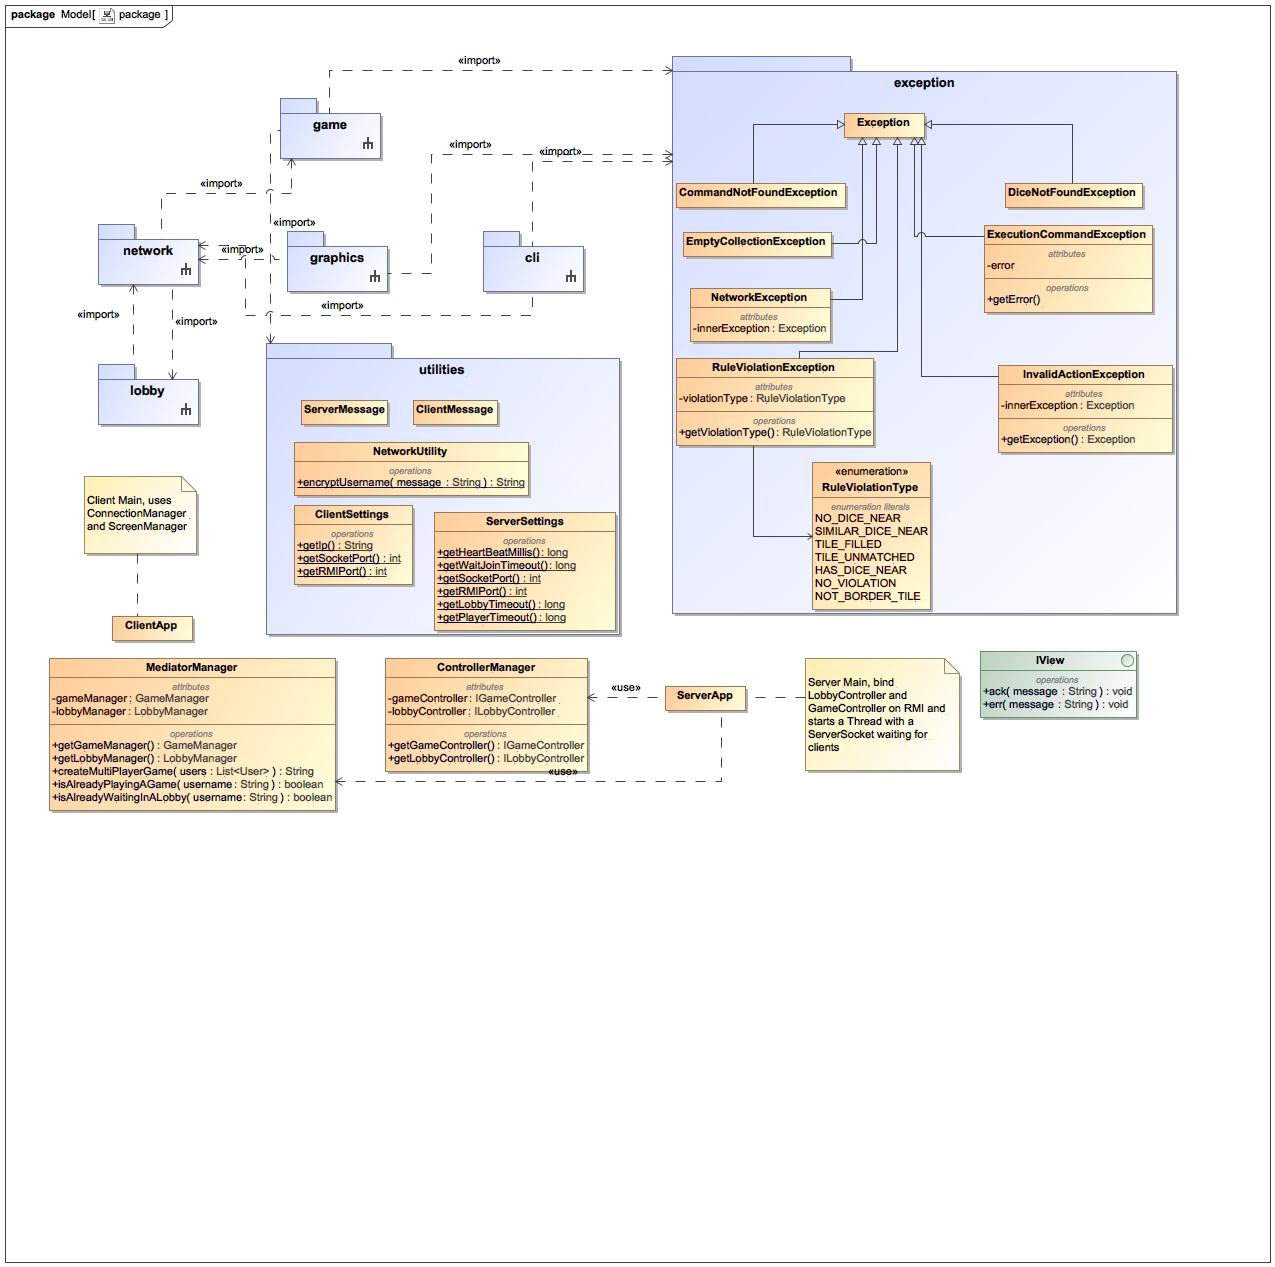 package Model[ package ]
«import»
exception
game
Exception
«import»
«import»
CommandNotFoundException
DiceNotFoundException
«import»
«import»
network
«import»
graphics
cli
EmptyCollectionException
ExecutionCommandException
attributes
-error
operations
+getError()
NetworkException
attributes
-innerException : Exception
«import»
«import»
«import»
lobby
RuleViolationException
attributes
-violationType : RuleViolationType
operations
+getViolationType() : RuleViolationType
InvalidActionException
attributes
-innerException : Exception
operations
+getException() : Exception
«enumeration»
RuleViolationType
enumeration literals
NO_DICE_NEAR
SIMILAR_DICE_NEAR
TILE_FILLED
TILE_UNMATCHED
HAS_DICE_NEAR
NO_VIOLATION
NOT_BORDER_TILE
utilities
ServerMessage
ClientMessage
NetworkUtility
operations
+encryptUsername( message : String ) : String
ClientSettings
operations
+getIp() : String
+getSocketPort() : int
+getRMIPort() : int
ServerSettings
operations
+getHeartBeatMillis() : long
+getWaitJoinTimeout() : long
+getSocketPort() : int
+getRMIPort() : int
+getLobbyTimeout() : long
+getPlayerTimeout() : long
Client Main, uses
ConnectionManager
and ScreenManager
ClientApp
MediatorManager
attributes
-gameManager : GameManager
-lobbyManager : LobbyManager
operations
+getGameManager() : GameManager
+getLobbyManager() : LobbyManager
+createMultiPlayerGame( users : List<User> ) : String
+isAlreadyPlayingAGame( username : String ) : boolean
+isAlreadyWaitingInALobby( username : String ) : boolean
ControllerManager
attributes
-gameController : IGameController
-lobbyController : ILobbyController
operations
+getGameController() : IGameController
+getLobbyController() : ILobbyController
«use»
«use»
ServerApp
Server Main, bind
LobbyController and
GameController on RMI and
starts a Thread with a
ServerSocket waiting for
clients
IView
operations
+ack( message : String ) : void
+err( message : String ) : void